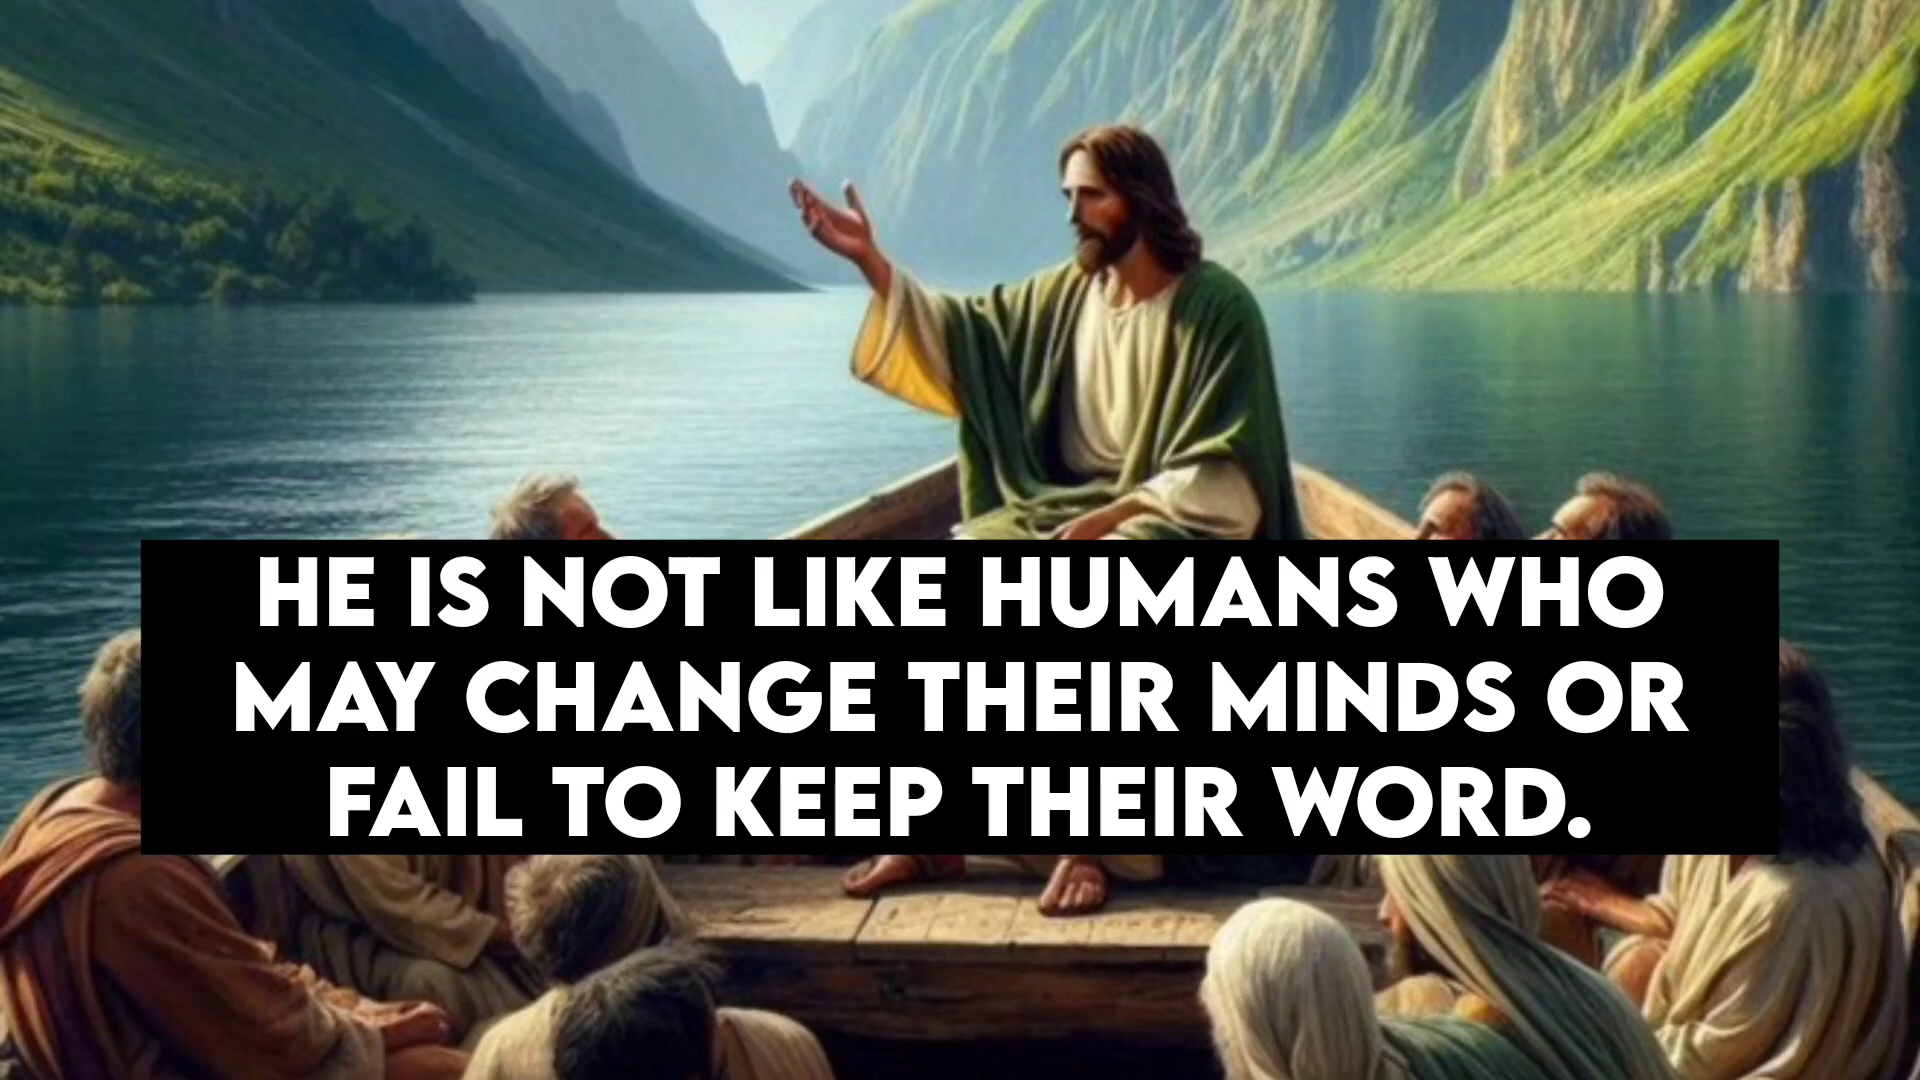 HE IS NOT LIKE HUMANS WHO
MAY CHANGE THEIR MINDS OR
FAIL TO KEEP THEIR WORD.